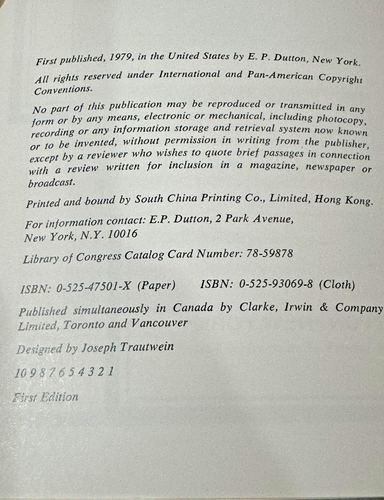 First published, 1979, in the United States by E. P. Dutton, New York.
All rights reserved under International and Pan-American Copyright
Conventions.
No part of this publication may be reproduced or transmitted in any
form or by any means, electronic or mechanical, including photocopy,
recording or any information storage and retrieval system now known
or to be invented, without permission in writing from the publisher,
except by a reviewer who wishes to quote brief passages in connection
with a review written for inclusion in a magazine, newspaper or
broadcast.
Printed and bound by South China Printing Co., Limited, Hong Kong.
For information contact: E.P. Dutton, 2 Park Avenue,
New York, N.Y. 10016
Library of Congress Catalog Card Number: 78-59878
ISBN: 0-525-47501-X (Paper) ISBN: 0-525-93069-8 (Cloth)
Published simultaneously in Canada by Clarke, Irwin & Company
Limited, Toronto and Vancouver
Designed by Joseph Trautwein
10 9 8 7 6 5 4 3 2 1
First Edition